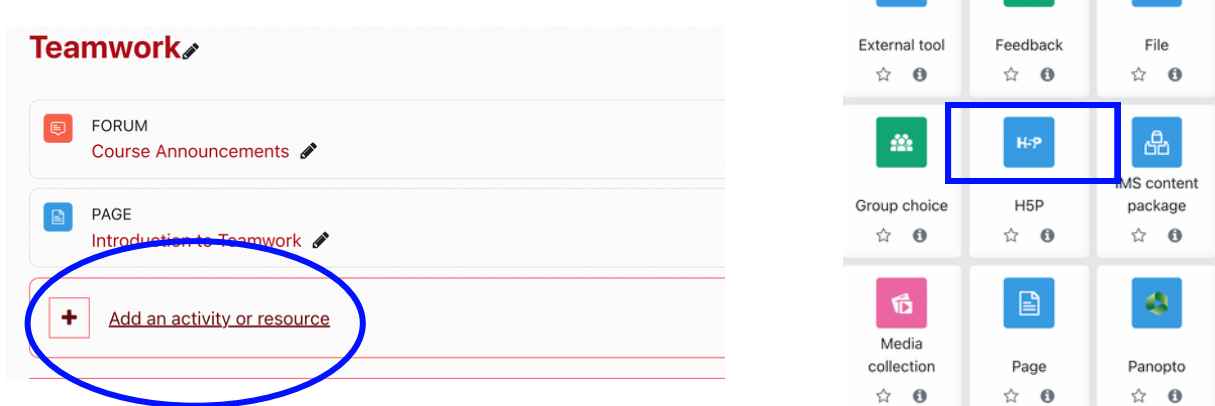 Teamwork
FORUM
Course Announcements
PAGE
Introduction to Teamwork
Add an activity or resource
External tool
Feedback
File
H5P
Group choice
H5P
IMS content
package
Media
collection
Page
Panopto